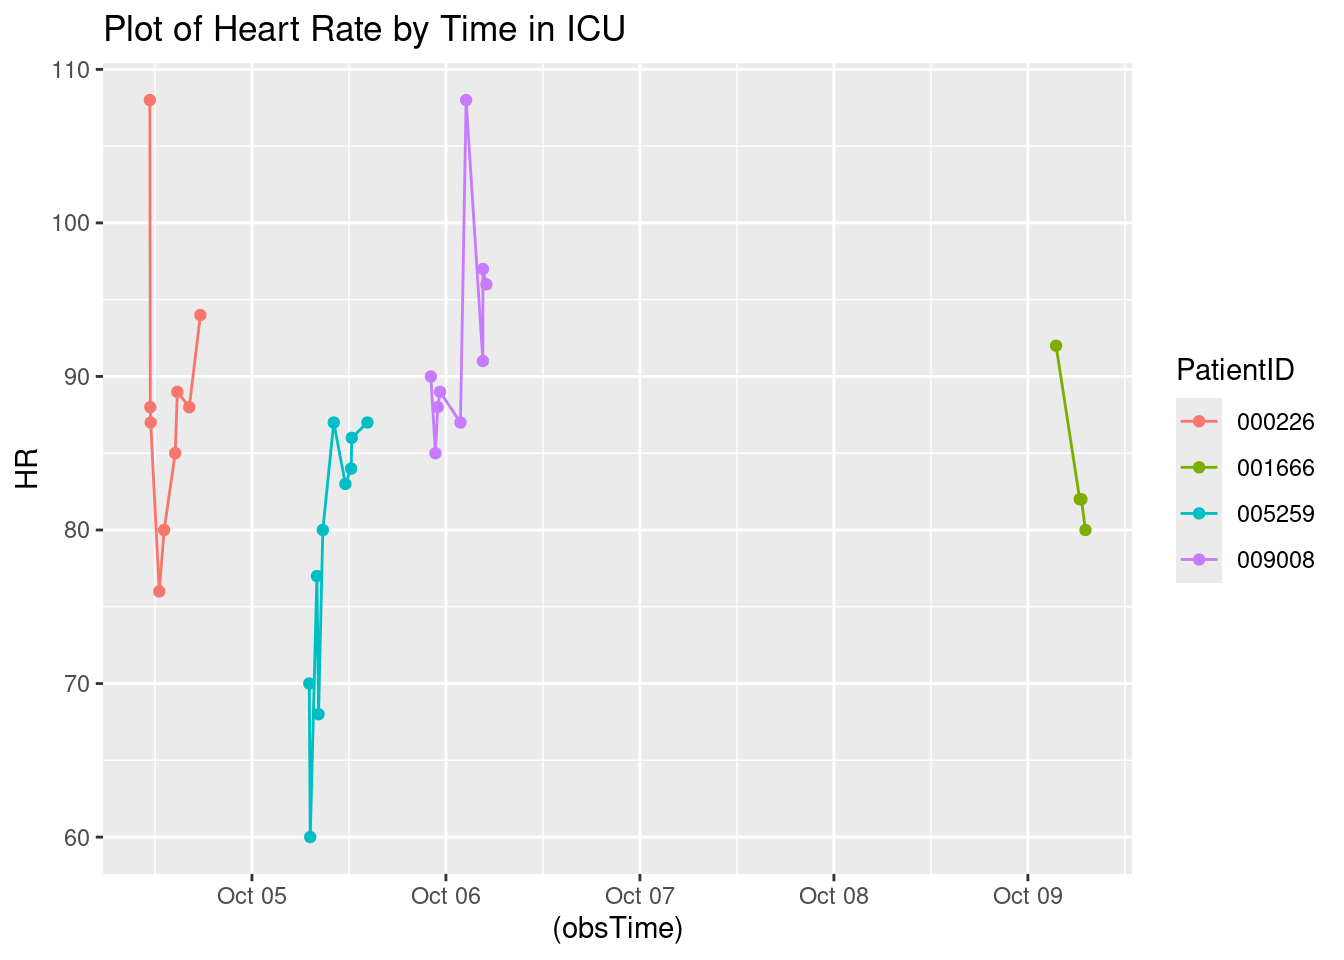 Plot of Heart Rate by Time in ICU
110
100
90
80
70
60
HR
Oct 05 Oct 06 Oct 07 Oct 08 Oct 09
(obsTime)
PatientID
000226
001666
005259
009008